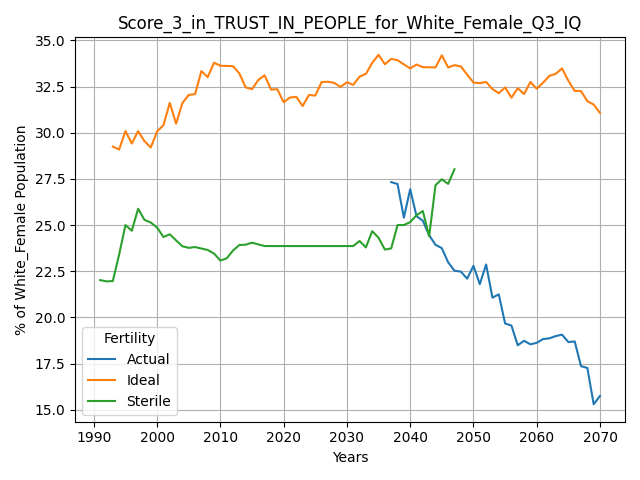 Score_3_in_TRUST_IN_PEOPLE_for_White_Female_Q3_IQ
35.0
32.5
30.0
27.5
25.0
22.5
20.0
17.5
15.0
% of White_Female Population
Fertility
Actual
Ideal
Sterile
1990 2000 2010 2020 2030 2040 2050 2060 2070
Years